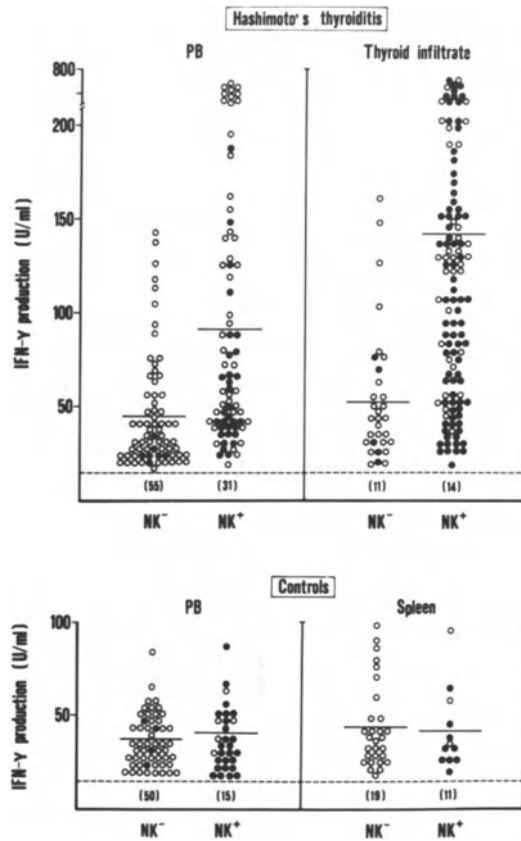 Hashimoto's thyroiditis
PB Thyroid infiltrate
800
200
150
100
50
IFN-γ production (U/ml)
(55) (31) (11) (14)
NK⁻ NK⁺ NK⁻ NK⁺
Controls
PB Spleen
100
50
IFN-γ production (U/ml)
(50) (15) (19) (11)
NK⁻ NK⁺ NK⁻ NK⁺